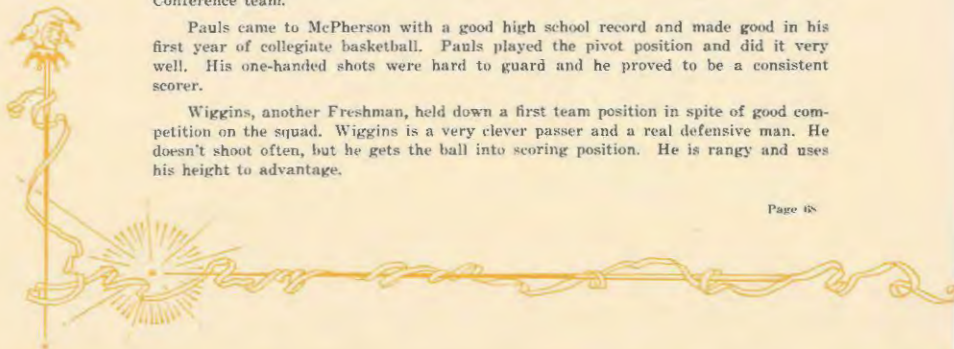 Conference team.
Pauls came to McPherson with a good high school record and made good in his
first year of collegiate basketball. Pauls played the pivot position and did it very
well. His one-handed shots were hard to guard and he proved to be a consistent
scorer.
Wiggins, another Freshman, held down a first team position in spite of good com-
petition on the squad. Wiggins is a very clever passer and a real defensive man. He
doesn't shoot often, but he gets the ball into scoring position. He is rangy and uses
his height to advantage.
Page 68